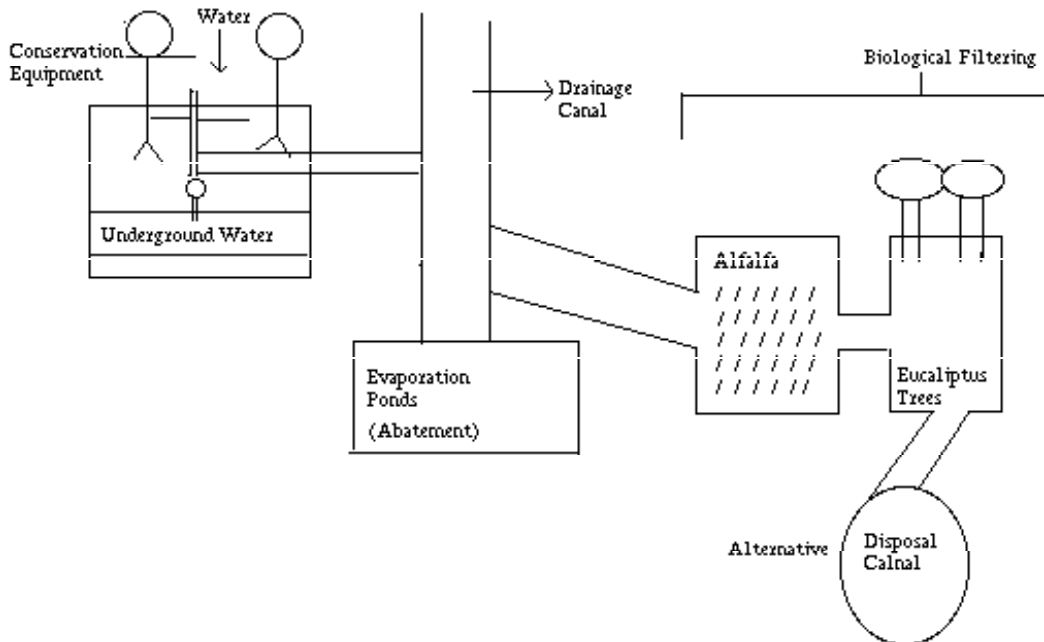 Water
Conservation
Equipment
Biological Filtering
Drainage
Canal
Underground Water
Alfalfa
Evaporation
Ponds
(Abatement)
Eucaliptus
Trees
Alternative
Disposal
Calnal